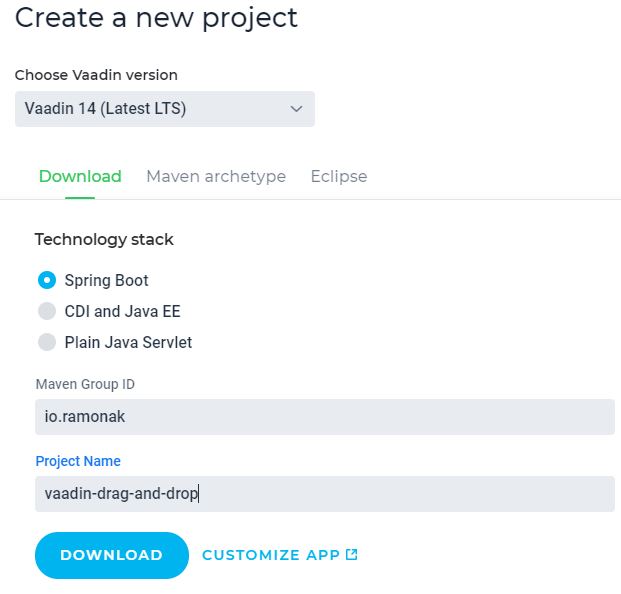 Create a new project
Choose Vaadin version
Vaadin 14 (Latest LTS)
Download Maven archetype Eclipse
Technology stack
Spring Boot
CDI and Java EE
Plain Java Servlet
Maven Group ID
io.ramonak
Project Name
vaadin-drag-and-drop
DOWNLOAD CUSTOMIZE APP